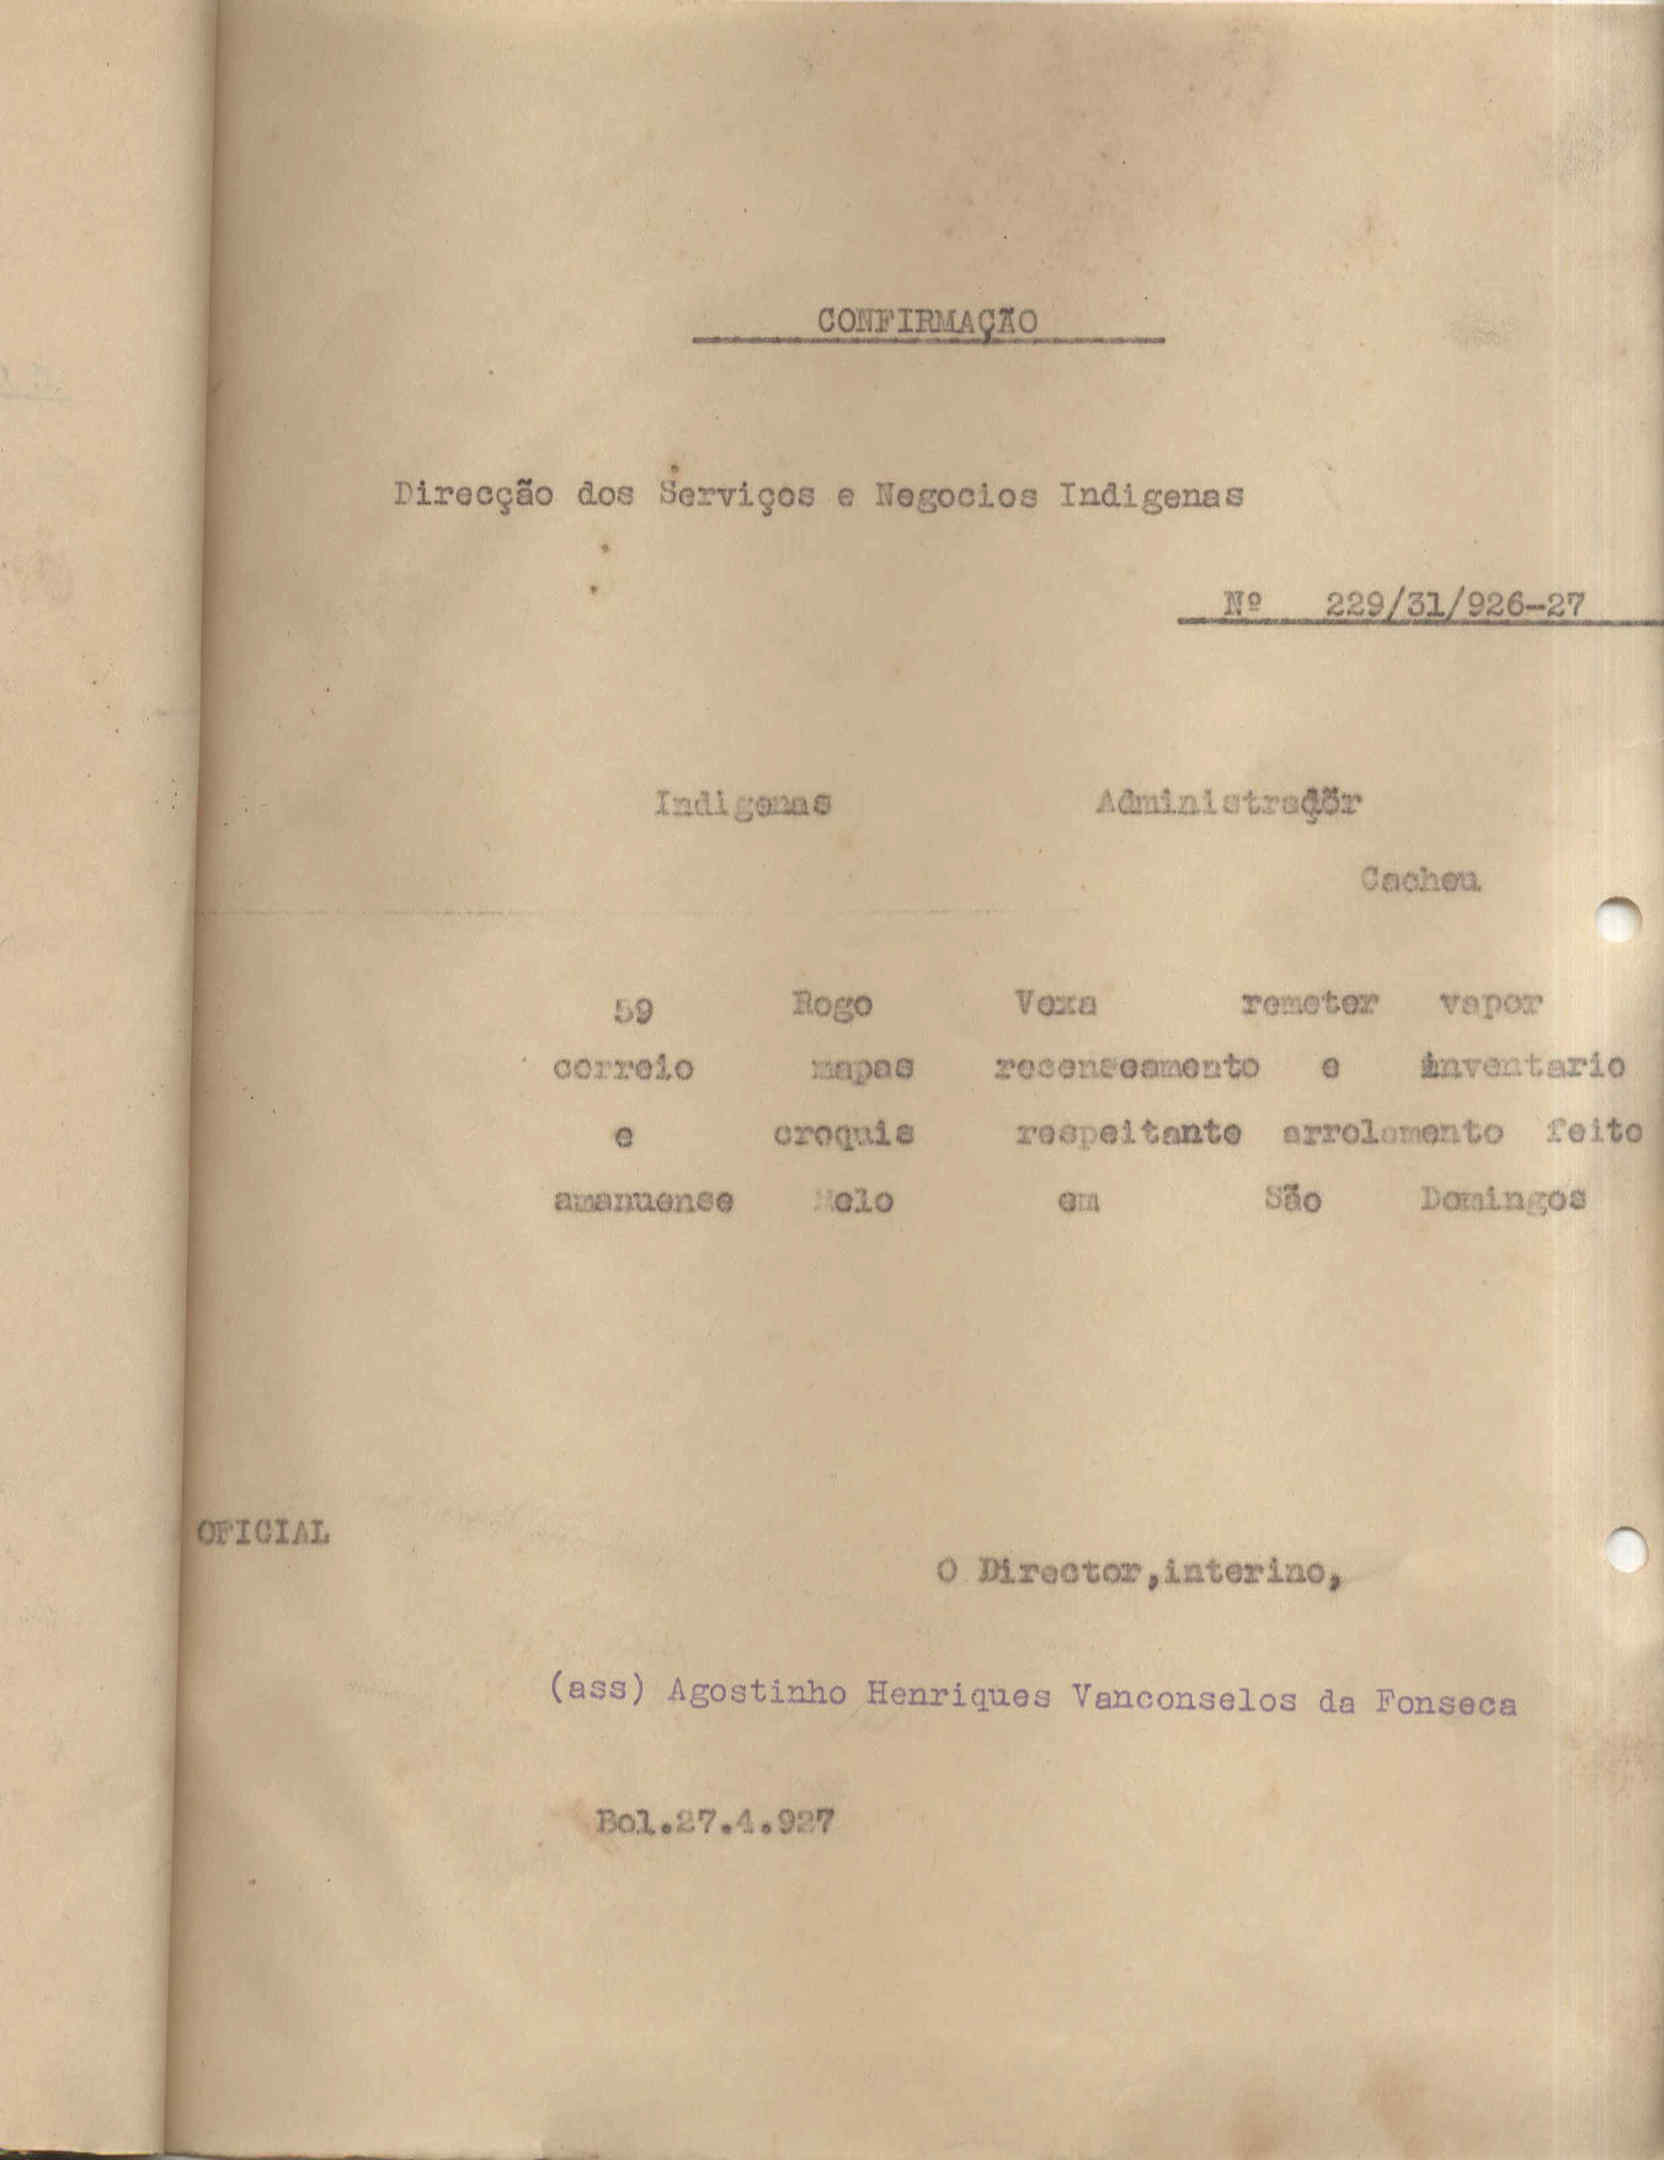 CONFIRMAÇÃO
Direcção dos Serviços e Negocios Indigenas
Nº 229/31/926-27
Indigenas Administrador
Cacheu
59 Rogo Vexa remeter vapor
correio mapas recenseamento e inventario
e croquis respeitante arrolamento feito
amanuense Melo em São Domingos
OFICIAL
O Director,interino,
(ass) Agostinho Henriques Vanconselos da Fonseca
Bol.27.4.927